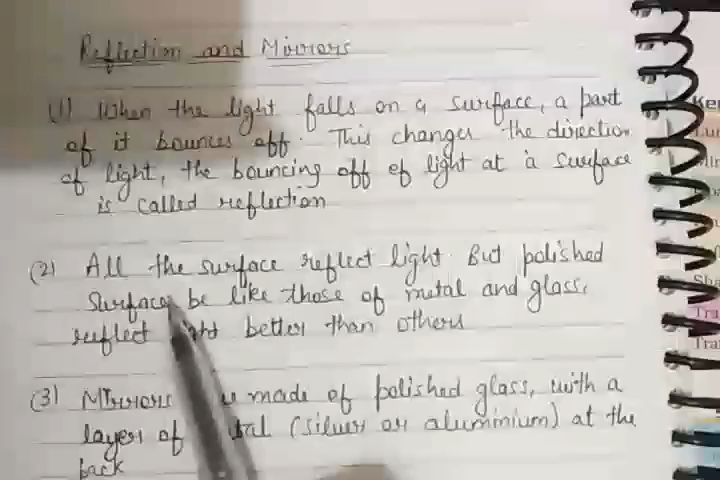 Reflection and Mirrors
(1) When the light falls on a surface, a part
of it bounces off. This changes the direction
of light, the bouncing off of light at a surface
is called reflection
(2) All the surface reflect light But polished
surface be like those of metal and glass,
reflect better than others
(3) Mirrors made of polished glass, with a
layer of (silver or aluminium) at the
back